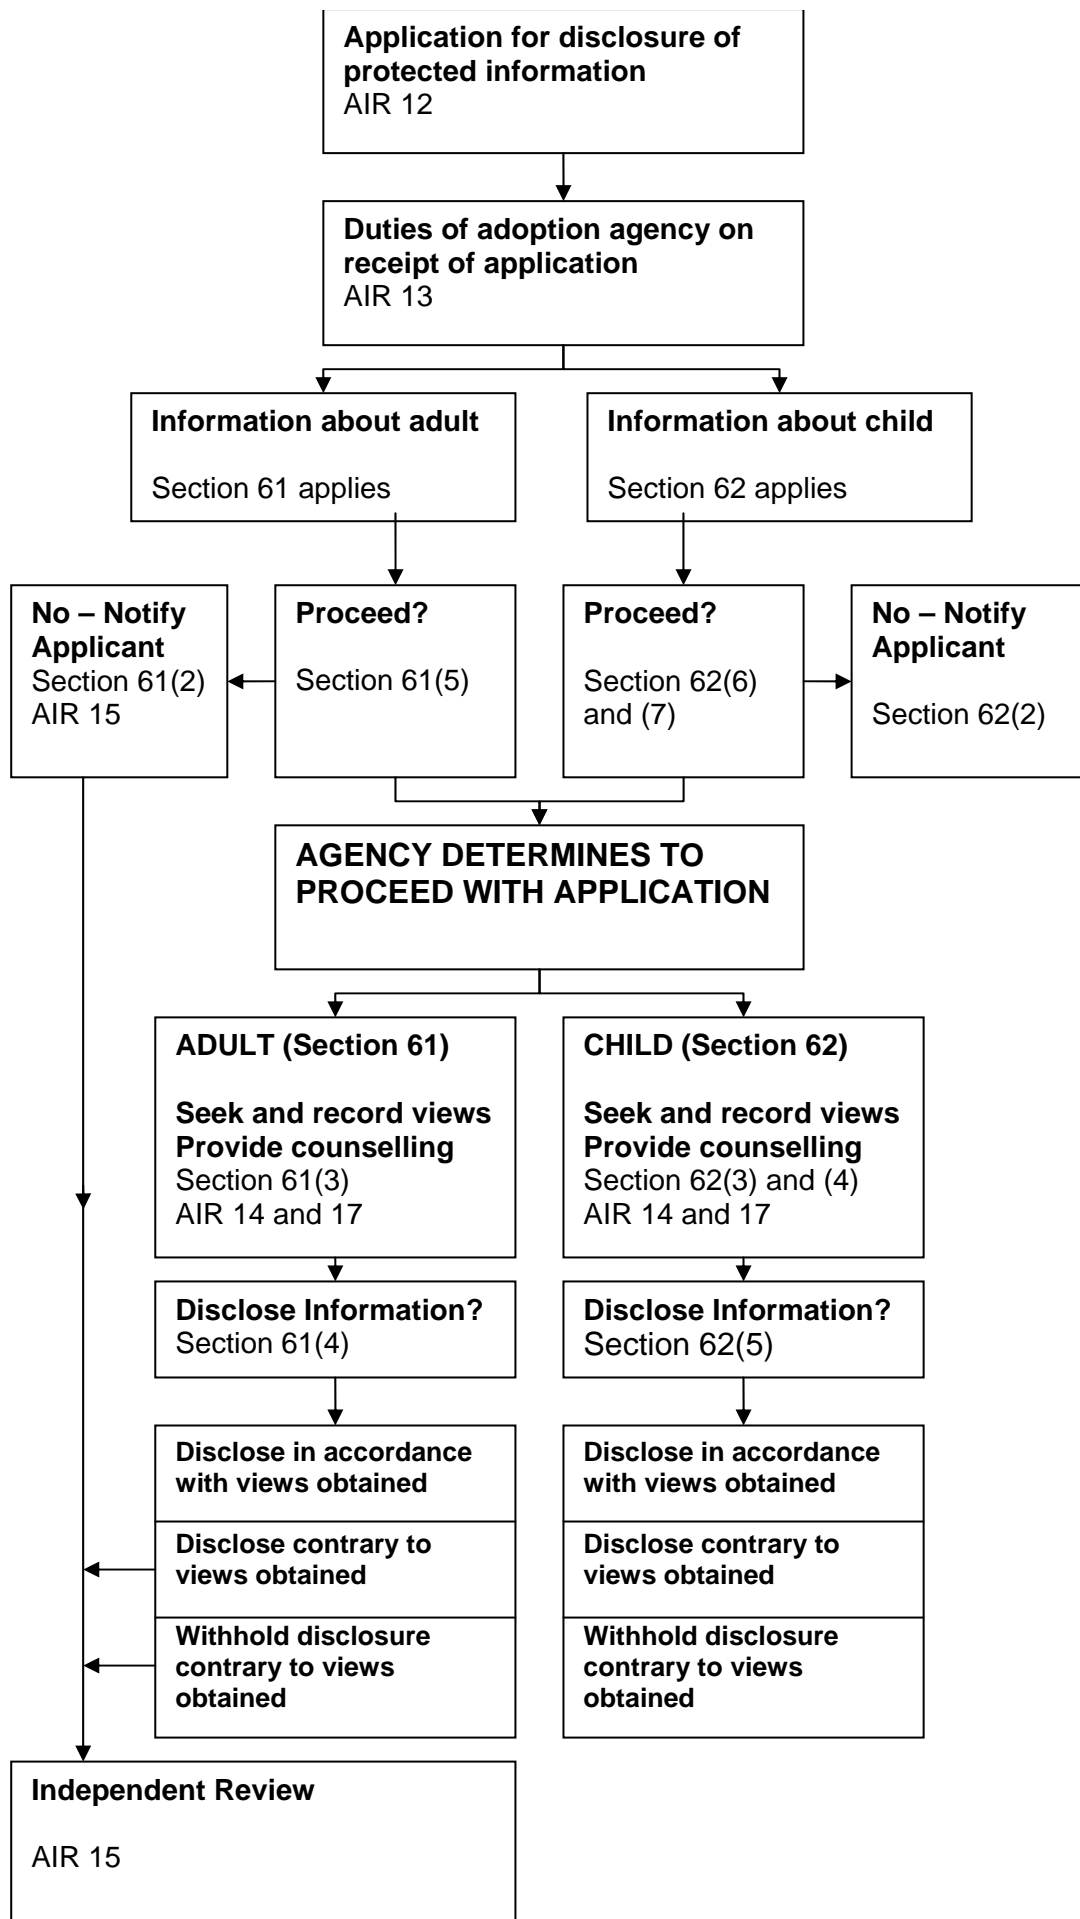 Application for disclosure of
protected information
AIR 12
Duties of adoption agency on
receipt of application
AIR 13
Information about adult
Section 61 applies
Information about child
Section 62 applies
No – Notify
Applicant
Section 61(2)
AIR 15
Proceed?
Section 61(5)
Proceed?
Section 62(6)
and (7)
No – Notify
Applicant
Section 62(2)
AGENCY DETERMINES TO
PROCEED WITH APPLICATION
ADULT (Section 61)
Seek and record views
Provide counselling
Section 61(3)
AIR 14 and 17
CHILD (Section 62)
Seek and record views
Provide counselling
Section 62(3) and (4)
AIR 14 and 17
Disclose Information?
Section 61(4)
Disclose Information?
Section 62(5)
Disclose in accordance
with views obtained
Disclose contrary to
views obtained
Withhold disclosure
contrary to views
obtained
Disclose in accordance
with views obtained
Disclose contrary to
views obtained
Withhold disclosure
contrary to views
obtained
Independent Review
AIR 15